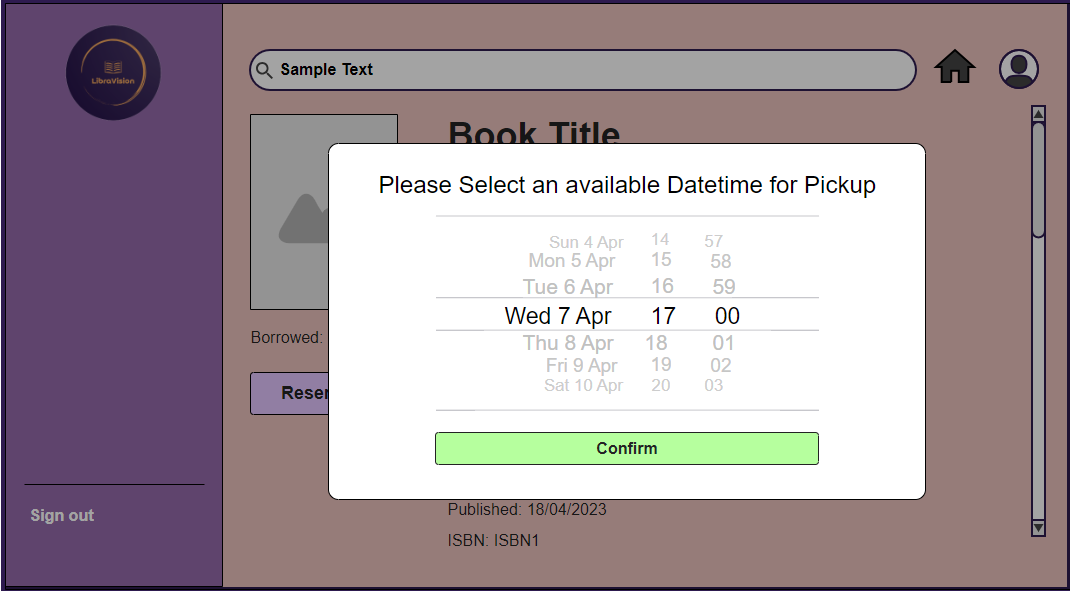 LibraVision
Sample Text
Book Title
Please Select an available Datetime for Pickup
Sun 4 Apr 14 57
Mon 5 Apr 15 58
Tue 6 Apr 16 59
Wed 7 Apr 17 00
Thu 8 Apr 18 01
Fri 9 Apr 19 02
Sat 10 Apr 20 03
Borrowed:
Confirm
Sign out
Published: 18/04/2023
ISBN: ISBN1